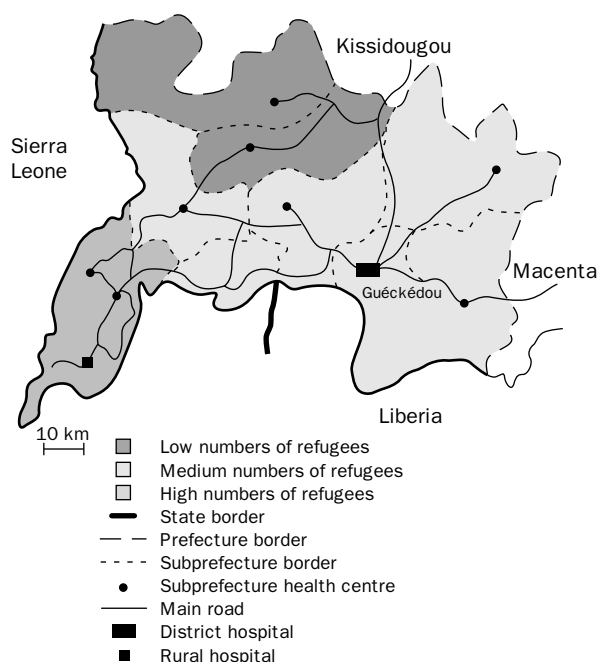 Kissidougou
Sierra
Leone
Macenta
Guéckédou
Liberia
10 km
Low numbers of refugees
Medium numbers of refugees
High numbers of refugees
State border
Prefecture border
Subprefecture border
Subprefecture health centre
Main road
District hospital
Rural hospital